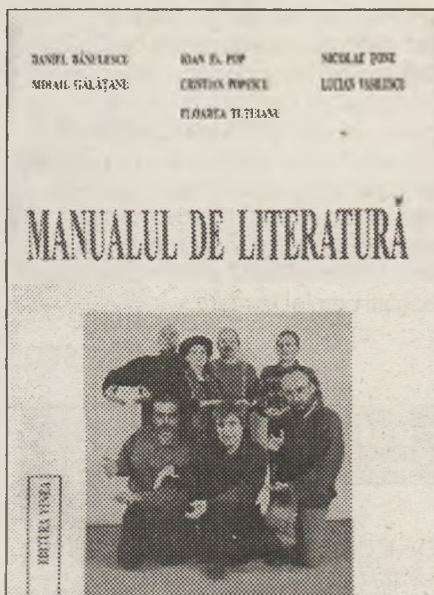 DANIEL BĂNULESCU
IOAN ES. POP
NICOLAE ȚONE
MIHAIL GĂLĂȚANU
CRISTIAN POPESCU
LUCIAN VASILESCU
FLOAREA ȚUȚUIANU
MANUALUL DE LITERATURĂ
EDITURA VINEA